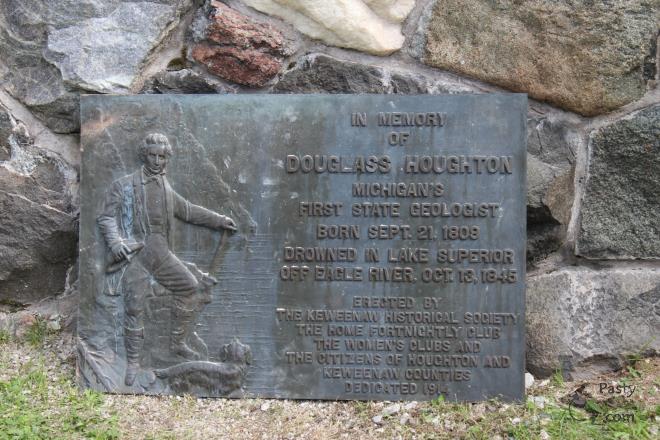 IN MEMORY
OF
DOUGLASS HOUGHTON
MICHIGAN'S
FIRST STATE GEOLOGIST
BORN SEPT. 21, 1809
DROWNED IN LAKE SUPERIOR
OFF EAGLE RIVER, OCT. 13, 1845
ERECTED BY
THE KEWEENAW HISTORICAL SOCIETY
THE HOME FORTNIGHTLY CLUB
THE WOMEN'S CLUBS AND
THE CITIZENS OF HOUGHTON AND
KEWEENAW COUNTIES
DEDICATED 1914
Pasty
.com